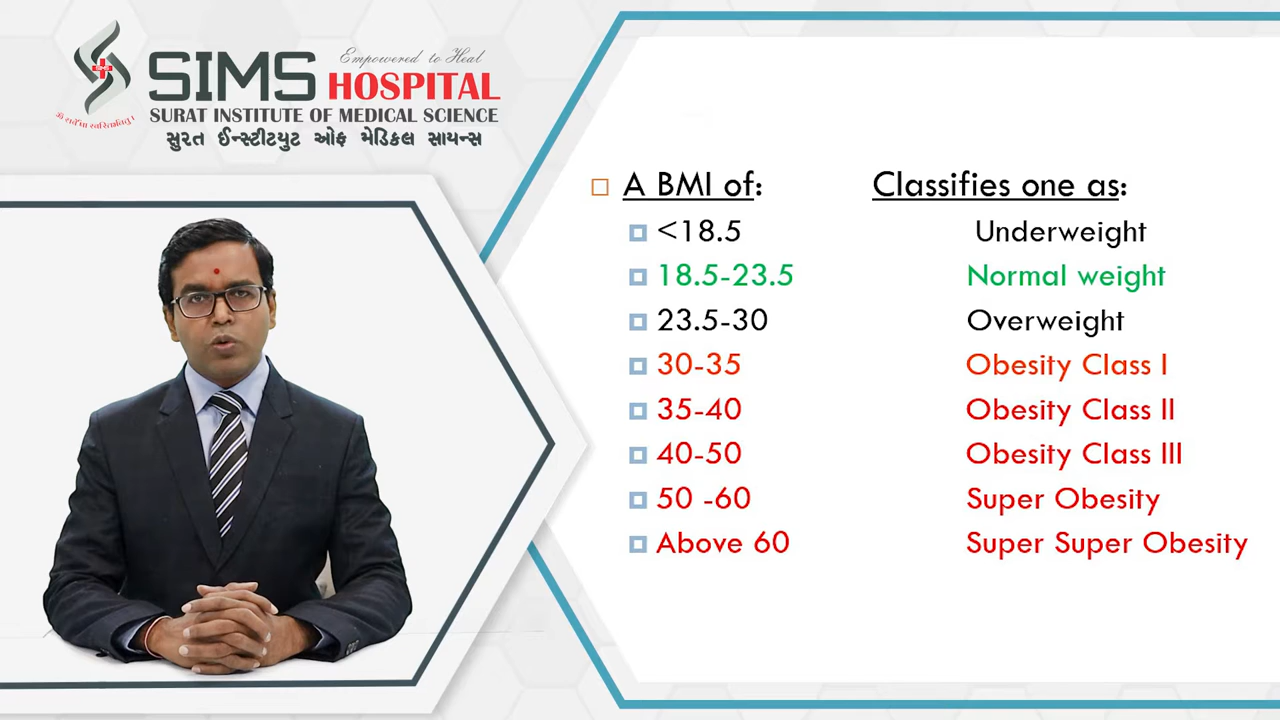 Empowered to Heal
SIMS HOSPITAL
SURAT INSTITUTE OF MEDICAL SCIENCE
સુરત ઈન્સ્ટીટયુટ ઓફ મેડિકલ સાયન્સ
A BMI of: Classifies one as:
<18.5 Underweight
18.5-23.5 Normal weight
23.5-30 Overweight
30-35 Obesity Class I
35-40 Obesity Class II
40-50 Obesity Class III
50 -60 Super Obesity
Above 60 Super Super Obesity